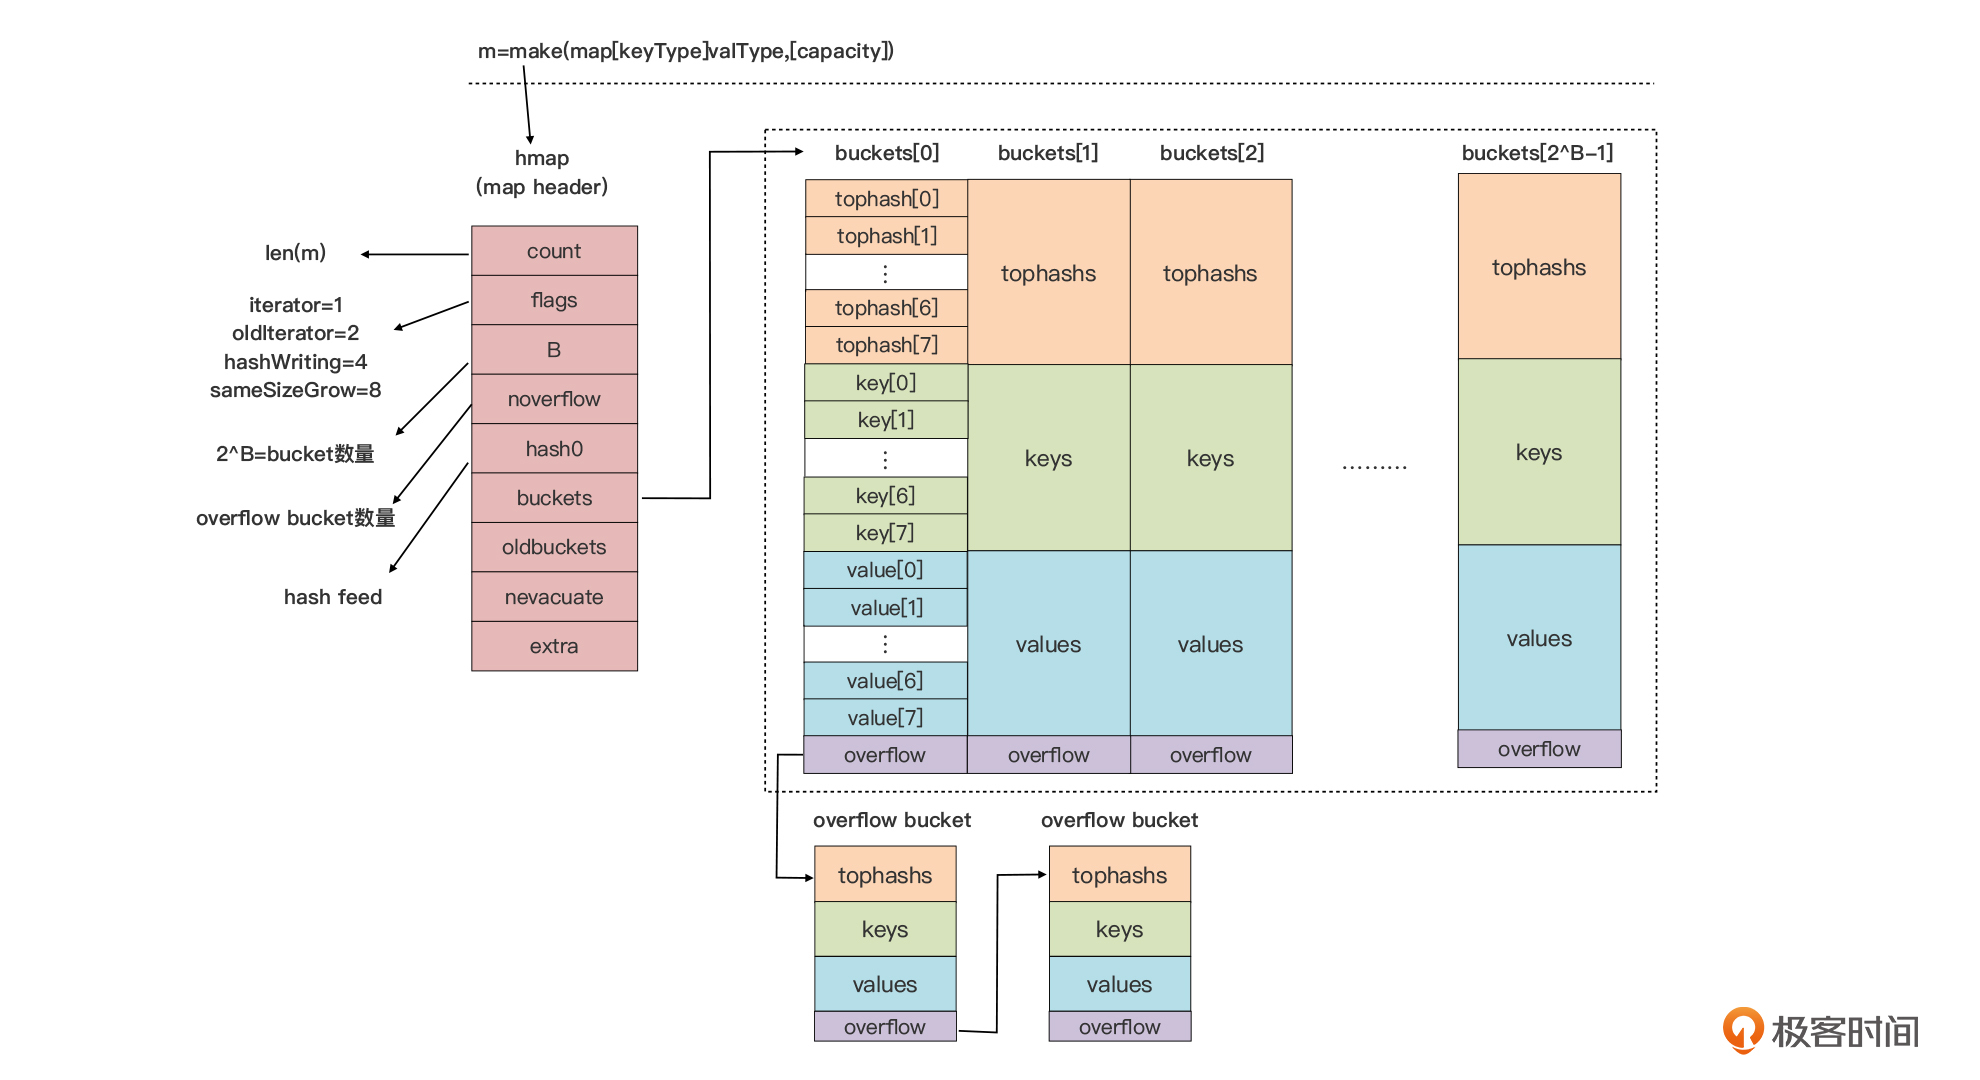 m=make(map[keyType]valType,[capacity])
hmap
(map header)
count
flags
B
noverflow
hash0
buckets
oldbuckets
nevacuate
extra
len(m)
iterator=1
oldIterator=2
hashWriting=4
sameSizeGrow=8
2^B=bucket数量
overflow bucket数量
hash feed
buckets[0]
tophash[0]
tophash[1]
⋮
tophash[6]
tophash[7]
key[0]
key[1]
⋮
key[6]
key[7]
value[0]
value[1]
⋮
value[6]
value[7]
overflow
buckets[1]
tophashs
keys
values
overflow
buckets[2]
tophashs
keys
values
overflow
………
buckets[2^B-1]
tophashs
keys
values
overflow
overflow bucket
tophashs
keys
values
overflow
overflow bucket
tophashs
keys
values
overflow
极客时间